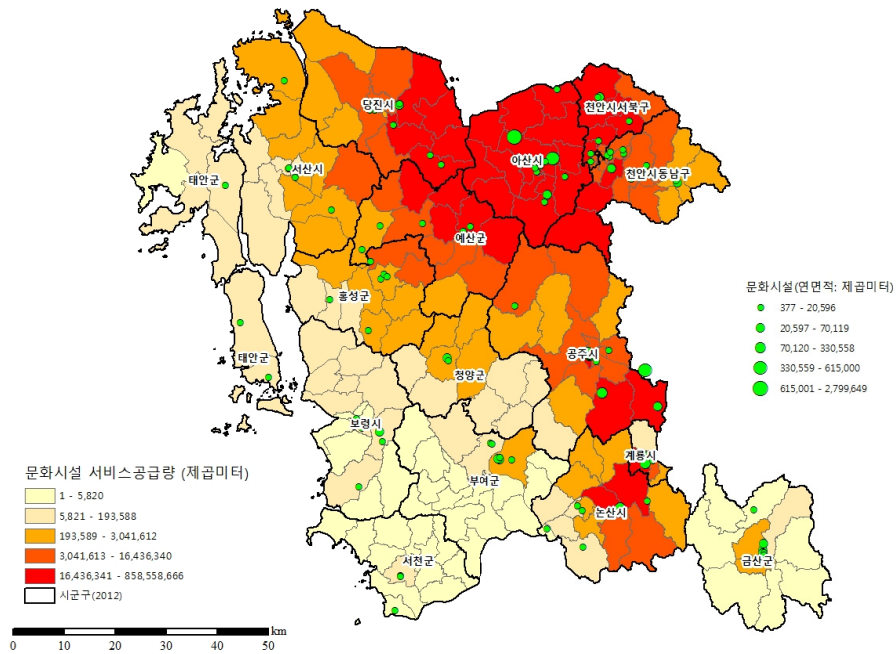 당진시
천안시서북구
아산시
천안시동남구
서산시
태안군
예산군
홍성군
문화시설(연면적: 제곱미터)
377 - 20,596
20,597 - 70,119
70,120 - 330,558
330,559 - 615,000
615,001 - 2,799,649
공주시
태안군
청양군
보령시
계룡시
부여군
논산시
서천군
금산군
문화시설 서비스공급량 (제곱미터)
1 - 5,820
5,821 - 193,588
193,589 - 3,041,612
3,041,613 - 16,436,340
16,436,341 - 858,558,666
시군구(2012)
0 10 20 30 40 50 km